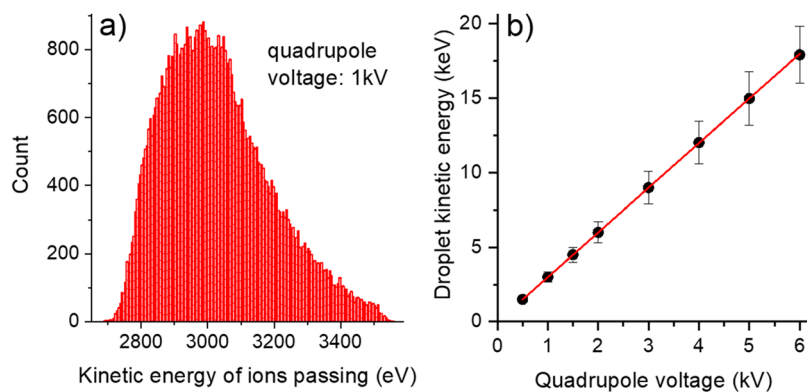 a)
quadrupole
voltage: 1kV
Count
800
600
400
200
0
2800 3000 3200 3400
Kinetic energy of ions passing (eV)
b)
Droplet kinetic energy (keV)
20
15
10
5
0
0 1 2 3 4 5 6
Quadrupole voltage (kV)